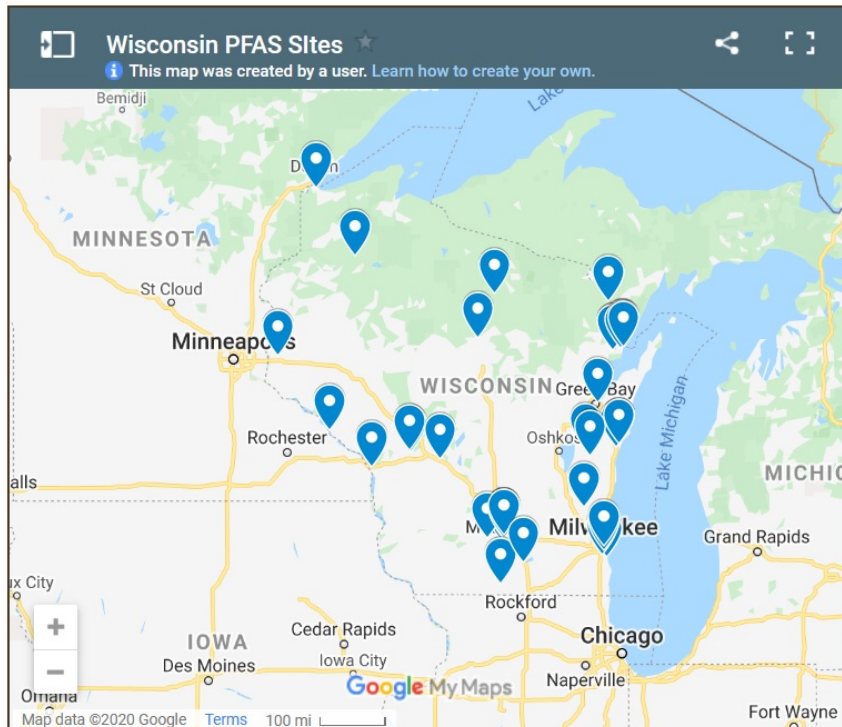 Wisconsin PFAS SItes
This map was created by a user. Learn how to create your own.
Bemidji
Lake
D
MINNESOTA
St Cloud
Minneapolis
WISCONSIN
Green Bay
Rochester
Oshkos
Lake Michigan
alls
MICHIG
M
Milwaukee
Grand Rapids
ux City
Rockford
+
IOWA
Cedar Rapids
Chicago
−
Iowa City
Des Moines
Naperville
Google My Maps
Omaha
Fort Wayne
Map data ©2020 Google Terms 100 mi